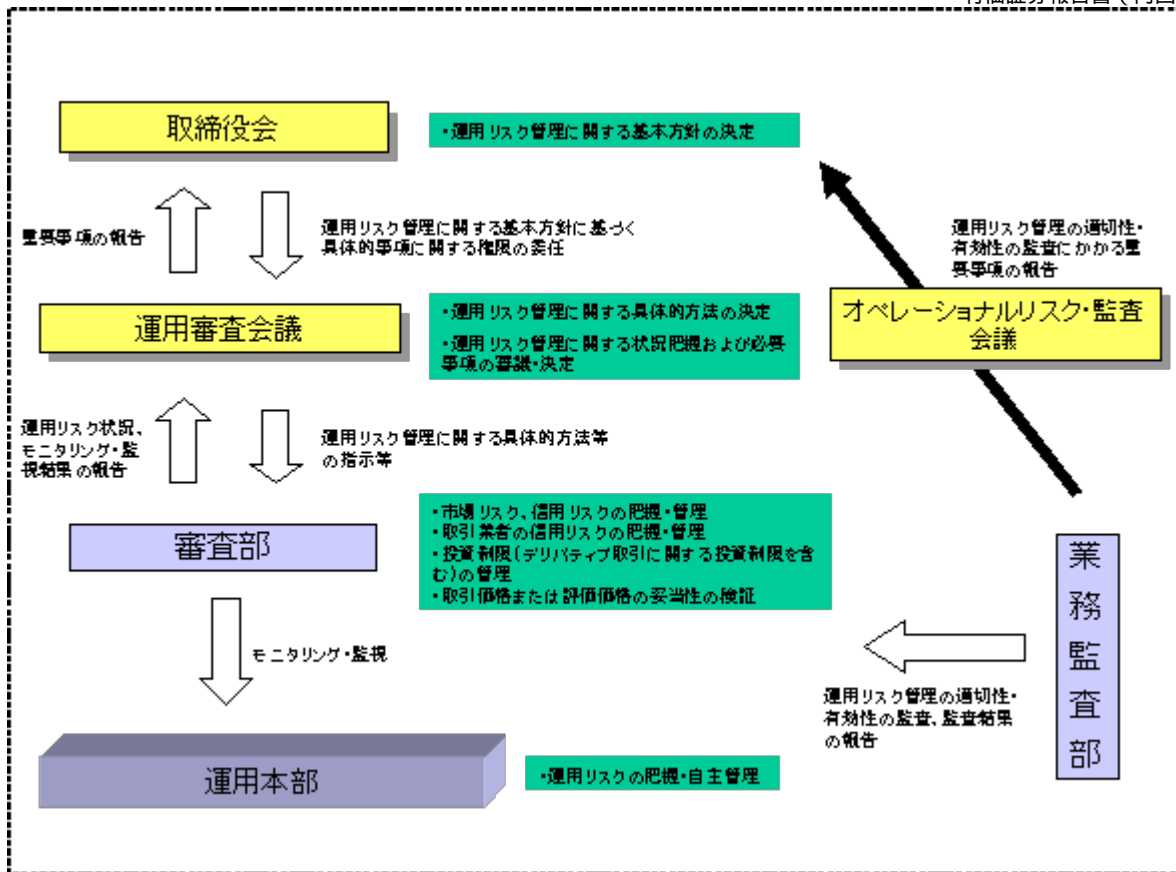 取締役会
・運用リスク管理に関する基本方針の決定
重要事項の報告
運用リスク管理に関する基本方針に基づく
具体的事項に関する権限の委任
運用リスク管理の適切性・
有効性の監査にかかる重
要事項の報告
運用審査会議
・運用リスク管理に関する具体的方法の決定
・運用リスク管理に関する状況把握および必要
事項の審議・決定
オペレーショナルリスク・監査
会議
運用リスク状況、
モニタリング・監
視結果の報告
運用リスク管理に関する具体的方法等
の指示等
審査部
・市場リスク、信用リスクの把握・管理
・取引業者の信用リスクの把握・管理
・投資制限(デリバティブ取引に関する投資制限を含
む)の管理
・取引価格または評価価格の妥当性の検証
業務監査部
モニタリング・監視
運用リスク管理の適切性・
有効性の監査、監査結果
の報告
運用本部
・運用リスクの把握・自主管理